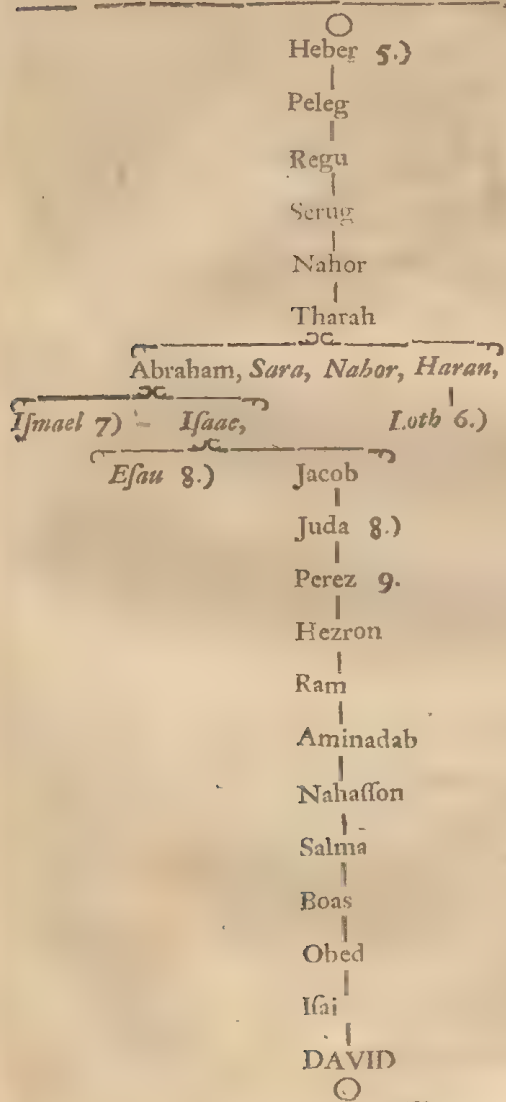 Heber 5.)
Peleg
Regu
Serug
Nahor
Tharah
Abraham, Sara, Nahor, Haran,
Iſmael 7) Iſaac, Loth 6.)
Eſau 8.) Jacob
Juda 8.)
Perez 9.
Hezron
Ram
Aminadab
Nahaſſon
Salma
Boas
Obed
Iſai
DAVID